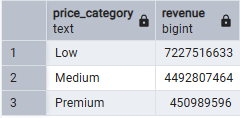 price_category revenue
text bigint
1 Low 7227516633
2 Medium 4492807464
3 Premium 450989596